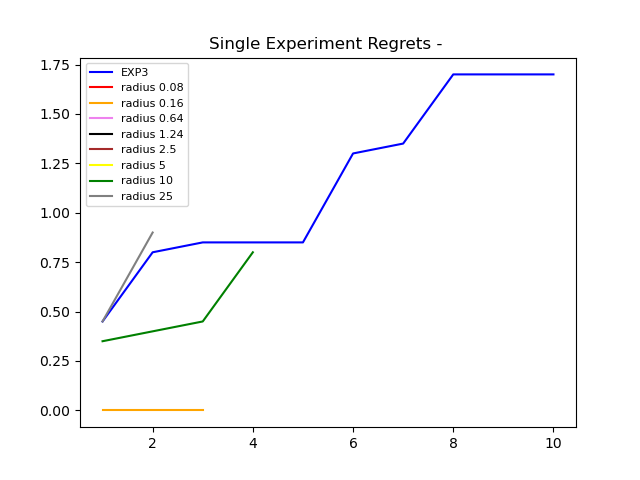 Single Experiment Regrets -
1.75
1.50
1.25
1.00
0.75
0.50
0.25
0.00
EXP3
radius 0.08
radius 0.16
radius 0.64
radius 1.24
radius 2.5
radius 5
radius 10
radius 25
2 4 6 8 10